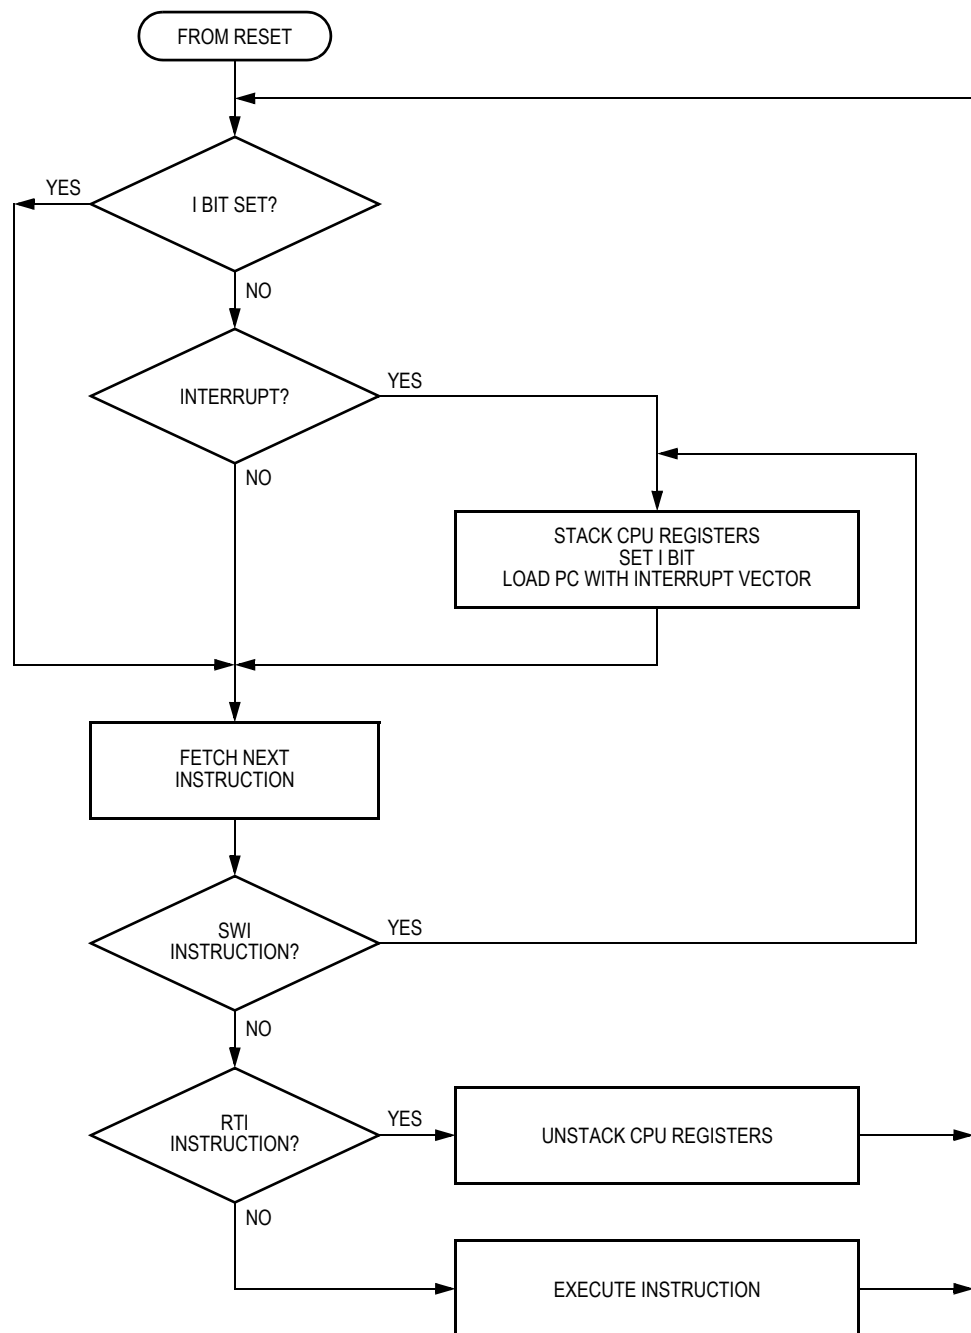 FROM RESET
YES
I BIT SET?
NO
INTERRUPT?
YES
NO
STACK CPU REGISTERS
SET I BIT
LOAD PC WITH INTERRUPT VECTOR
FETCH NEXT
INSTRUCTION
SWI
INSTRUCTION?
YES
NO
RTI
INSTRUCTION?
YES
UNSTACK CPU REGISTERS
NO
EXECUTE INSTRUCTION